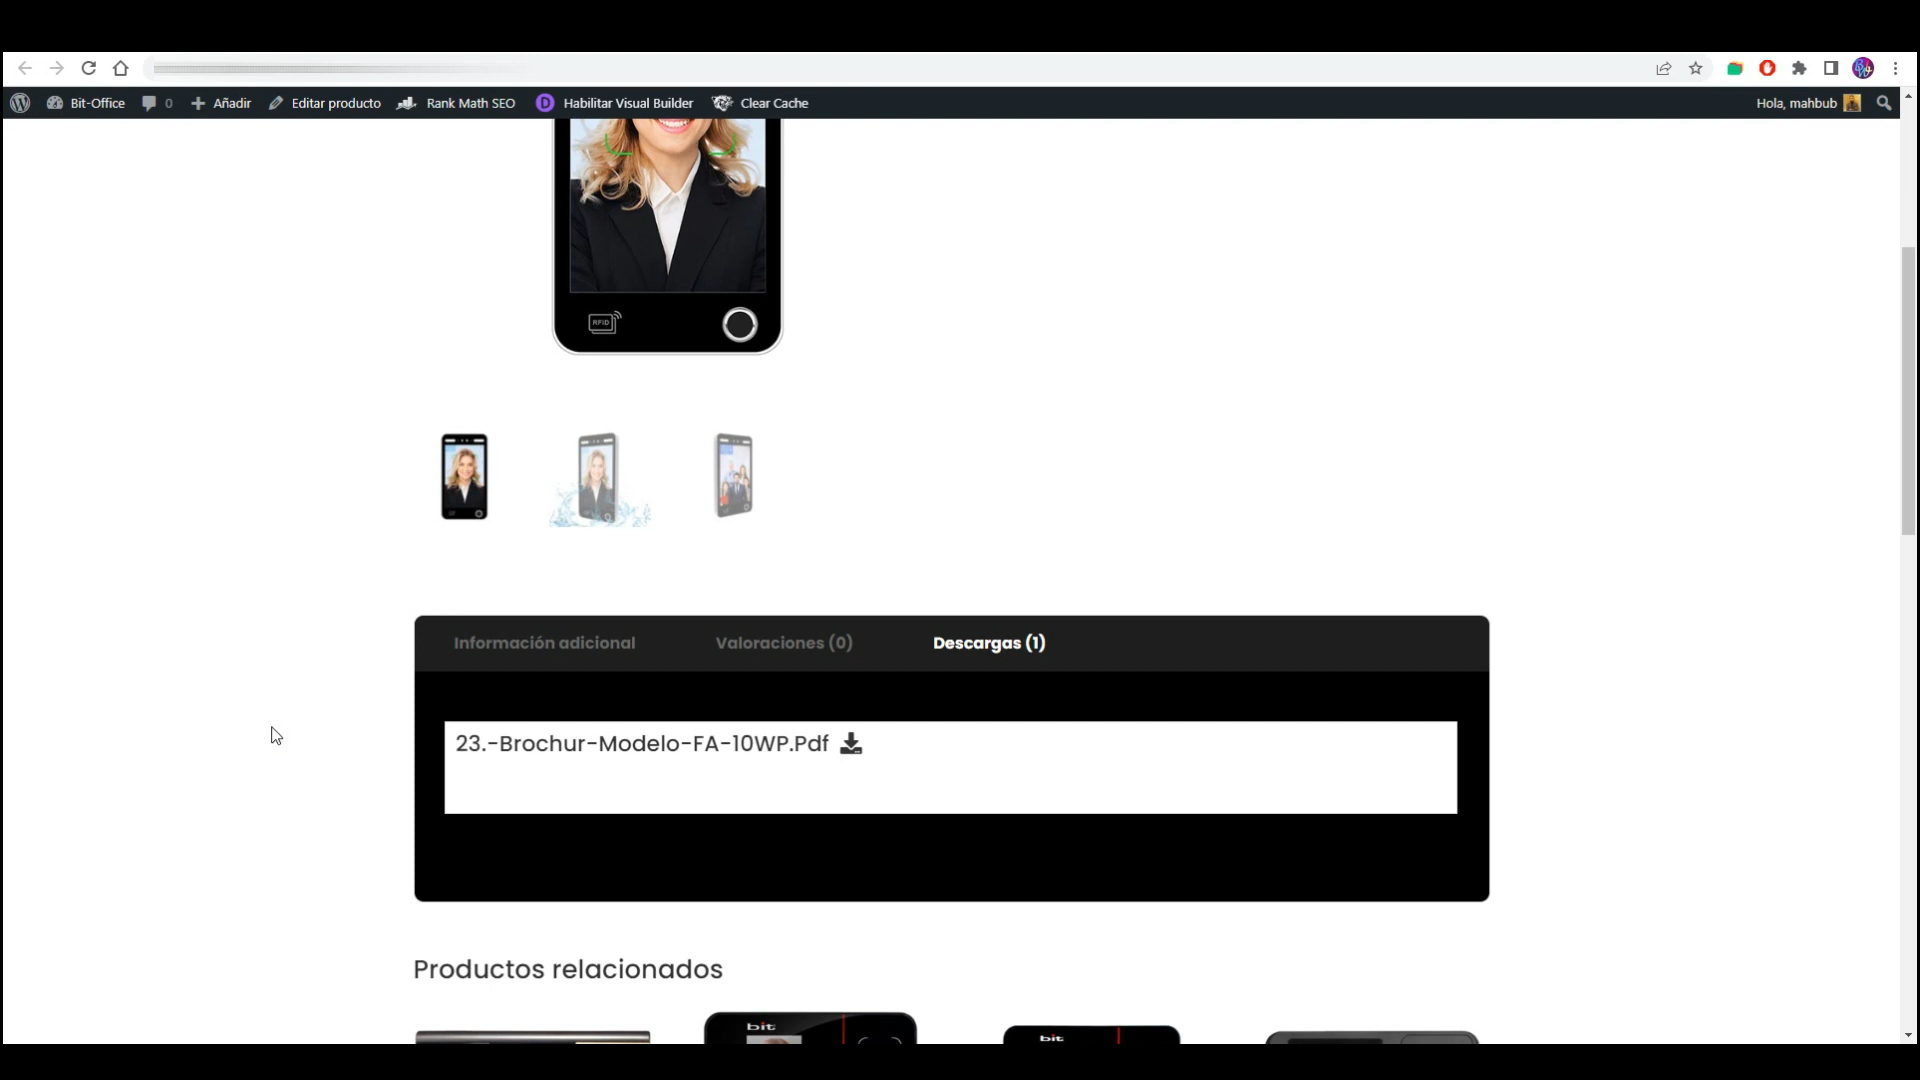 Bit-Office 0 Añadir Editar producto Rank Math SEO D Habilitar Visual Builder Clear Cache Hola, mahbub
RFID
Información adicional Valoraciones (0) Descargas (1)
23.-Brochur-Modelo-FA-10WP.Pdf
Productos relacionados
bit
bit